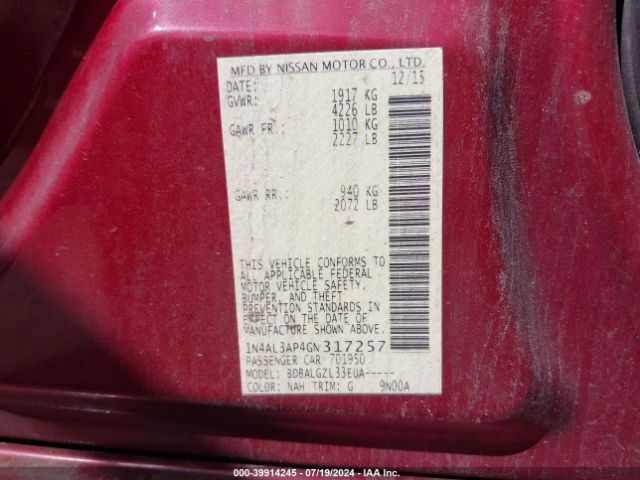 MFD BY NISSAN MOTOR CO., LTD.
DATE: 12/15
GVWR: 1917 KG
4226 LB
GAWR FR.: 1010 KG
2227 LB
GAWR RR.: 940 KG
2072 LB
THIS VEHICLE CONFORMS TO
ALL APPLICABLE FEDERAL
MOTOR VEHICLE SAFETY,
BUMPER, AND THEFT
PREVENTION STANDARDS IN
EFFECT ON THE DATE OF
MANUFACTURE SHOWN ABOVE.
1N4AL3AP4GN317257
PASSENGER CAR 701950
MODEL: BDBALGZL33EUA-----
COLOR: NAH TRIM: G 9N00A
000-39914245 - 07/19/2024 - IAA Inc.